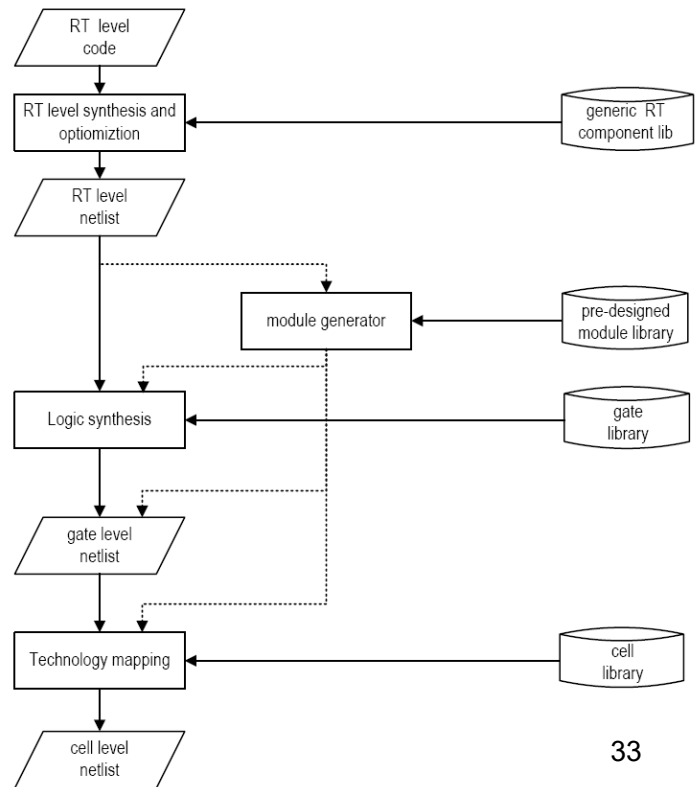 RT level
code
RT level synthesis and
optiomiztion
generic RT
component lib
RT level
netlist
module generator
pre-designed
module library
Logic synthesis
gate
library
gate level
netlist
Technology mapping
cell
library
cell level
netlist
33